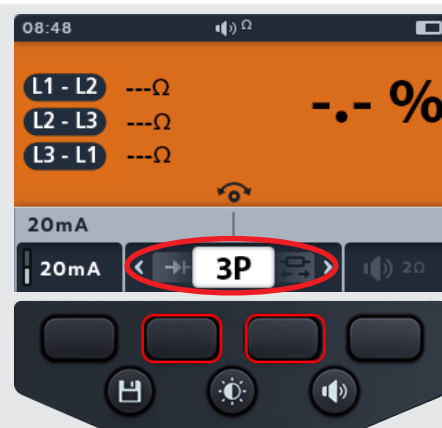 08:48 Ω
L1 - L2 ---Ω
-.- %
L2 - L3 ---Ω
L3 - L1 ---Ω
20mA
20mA < 3P > 2Ω